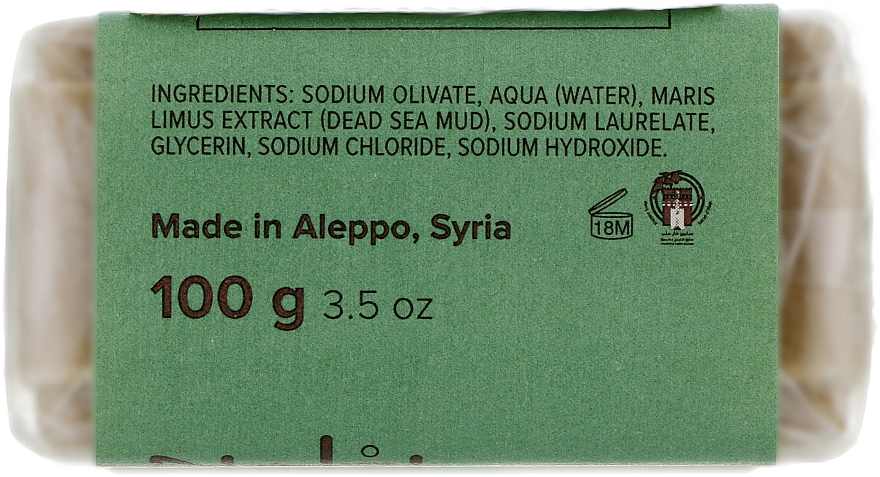 INGREDIENTS: SODIUM OLIVATE, AQUA (WATER), MARIS
LIMUS EXTRACT (DEAD SEA MUD), SODIUM LAURELATE,
GLYCERIN, SODIUM CHLORIDE, SODIUM HYDROXIDE.
Made in Aleppo, Syria
18M
100 g 3.5 oz